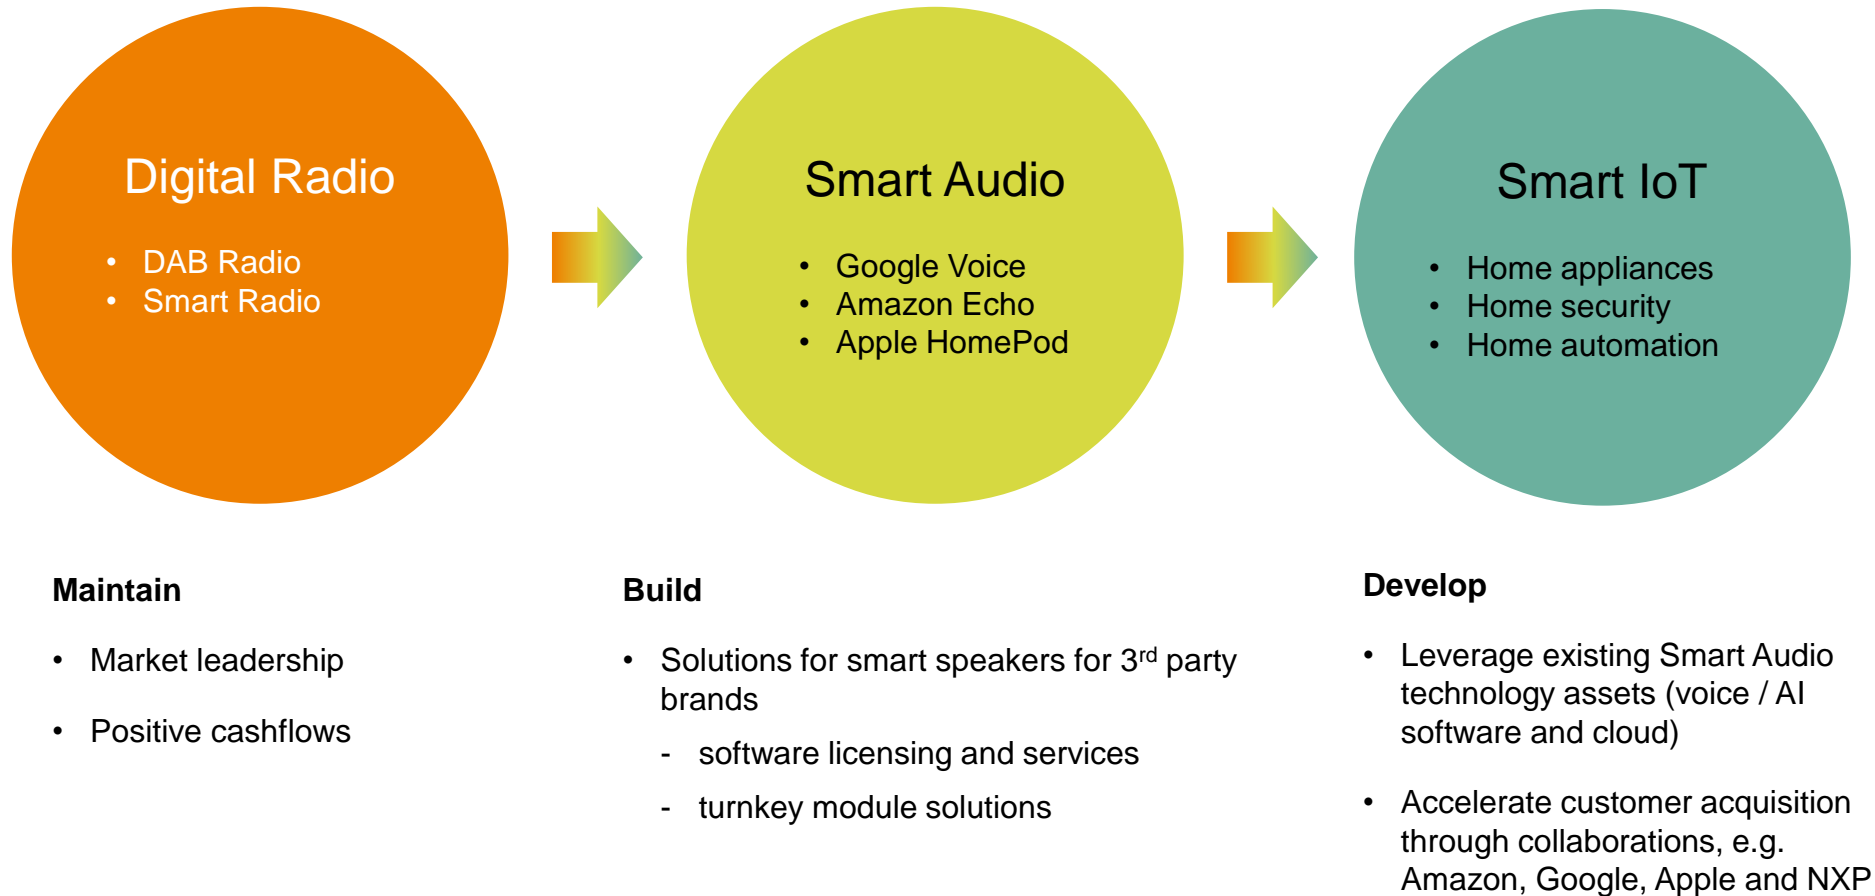 Digital Radio
• DAB Radio
• Smart Radio
Smart Audio
• Google Voice
• Amazon Echo
• Apple HomePod
Smart IoT
• Home appliances
• Home security
• Home automation
Maintain
• Market leadership
• Positive cashflows
Build
• Solutions for smart speakers for 3rd party
brands
- software licensing and services
- turnkey module solutions
Develop
• Leverage existing Smart Audio
technology assets (voice / AI
software and cloud)
• Accelerate customer acquisition
through collaborations, e.g.
Amazon, Google, Apple and NXP